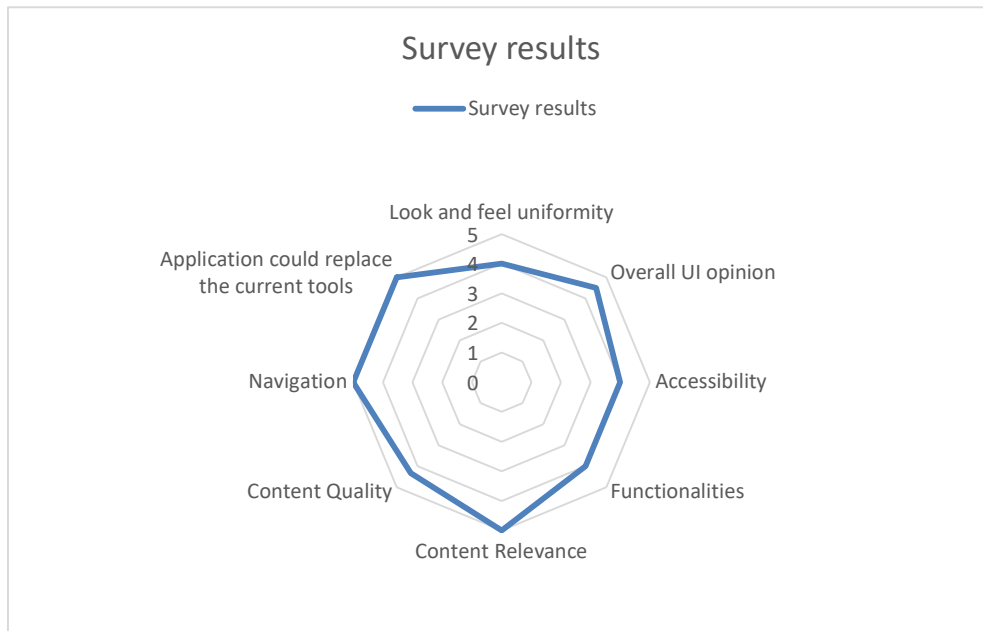 Survey results
Survey results
Look and feel uniformity
5
4
3
2
1
0
Overall UI opinion
Accessibility
Functionalities
Content Relevance
Content Quality
Navigation
Application could replace
the current tools